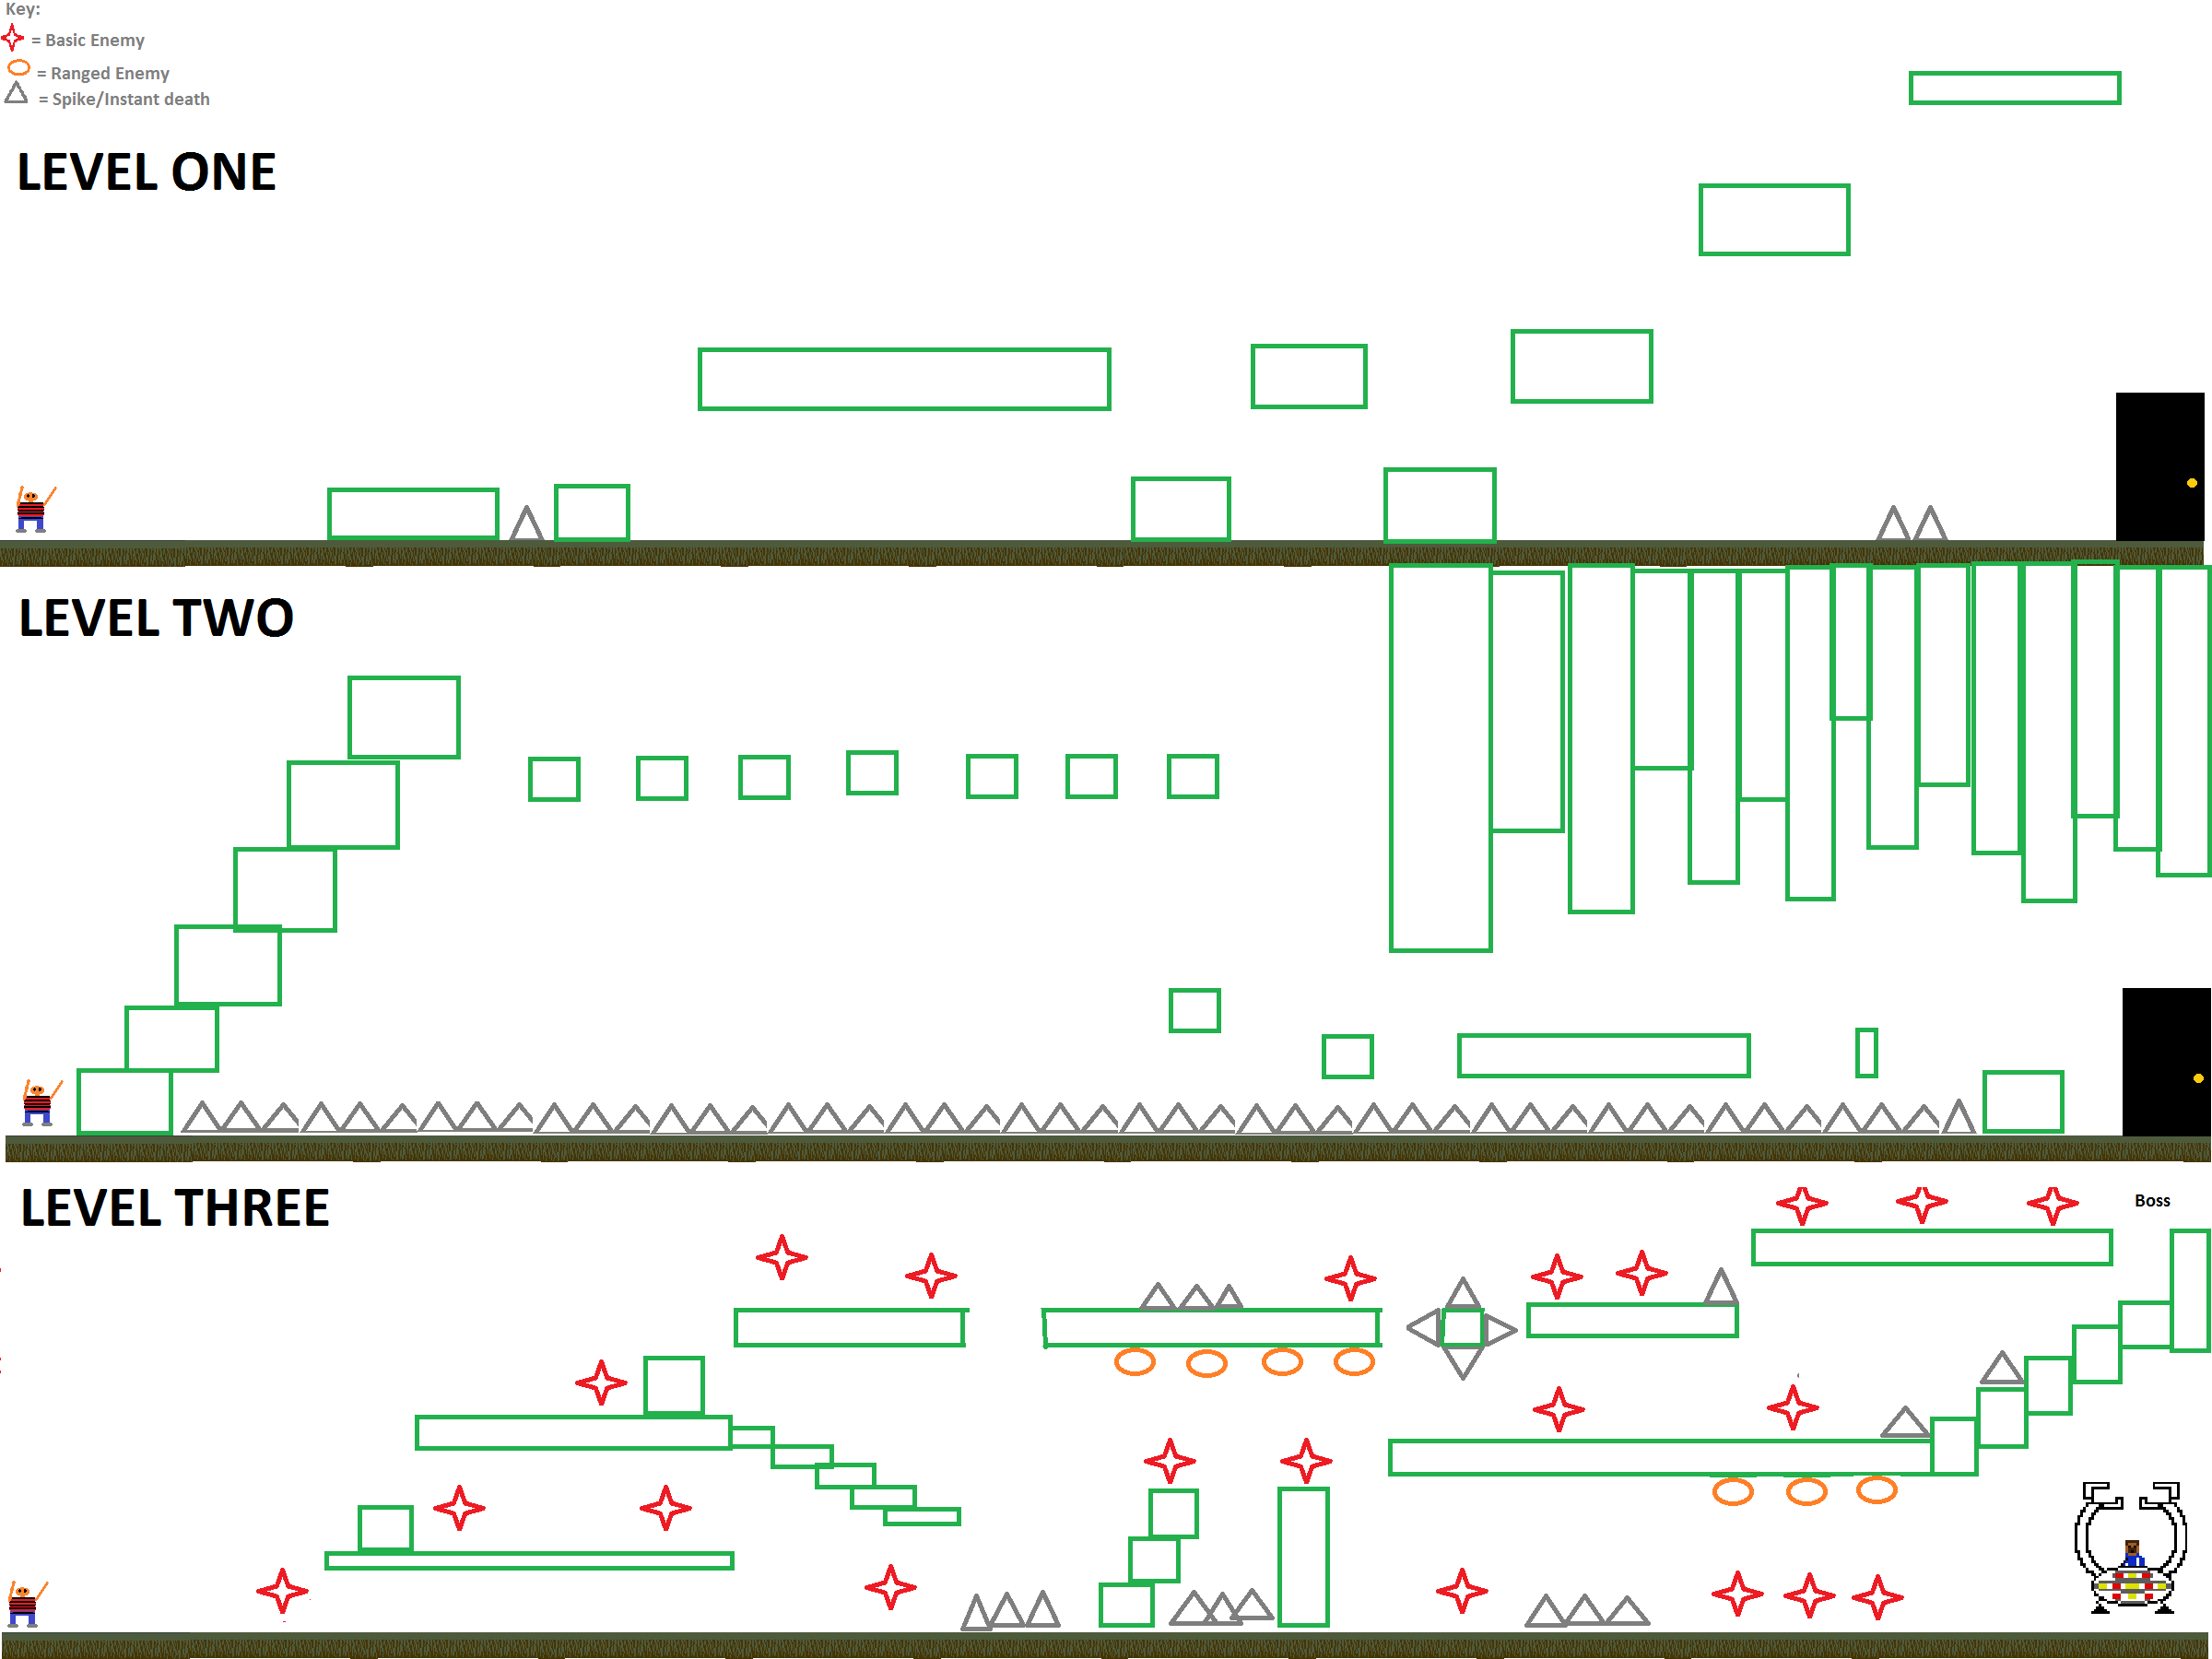 Key:
= Basic Enemy
= Ranged Enemy
= Spike/Instant death
LEVEL ONE
LEVEL TWO
LEVEL THREE
Boss